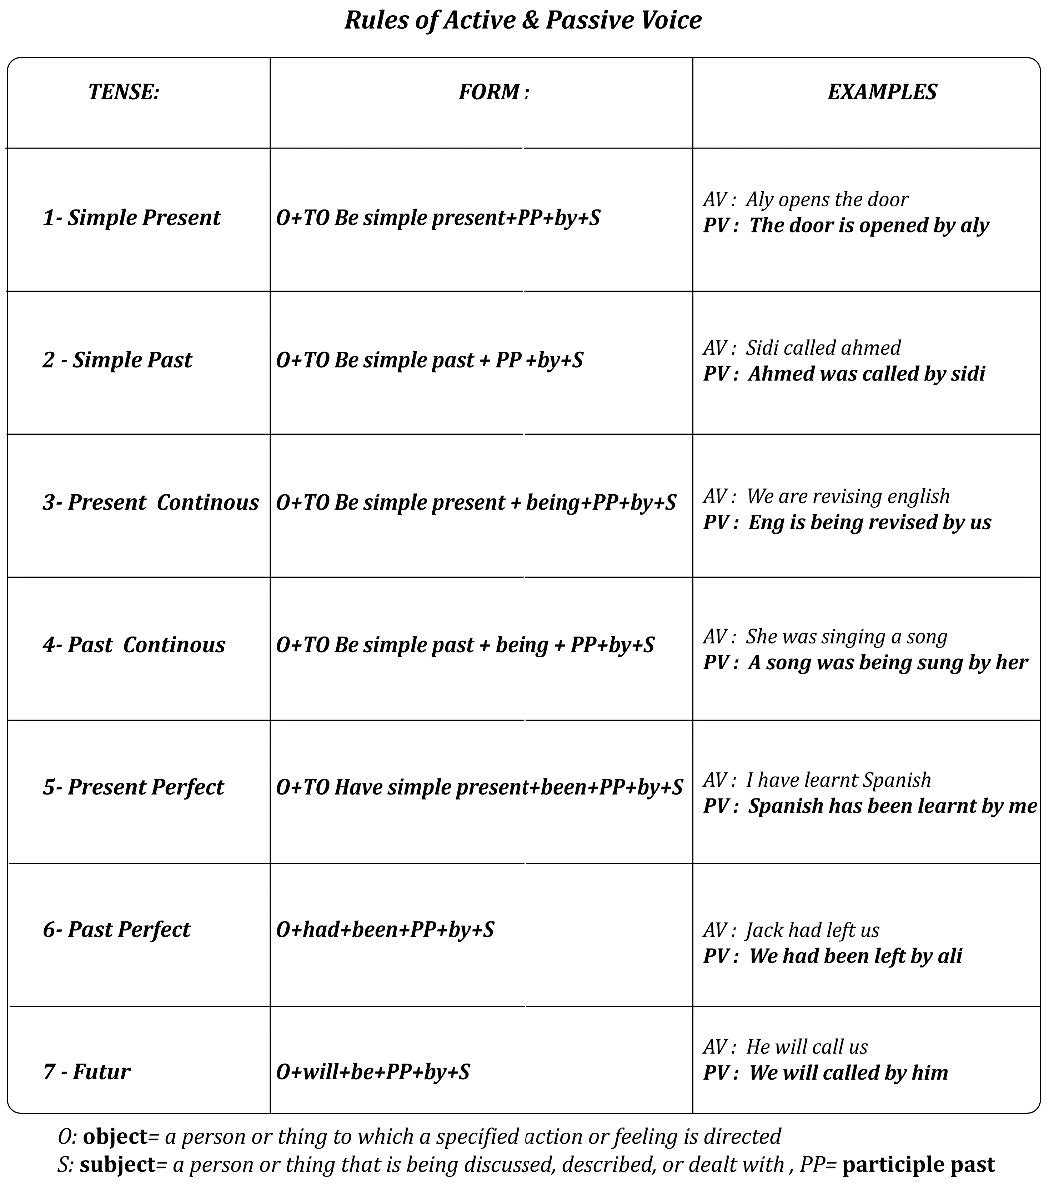 Rules of Active & Passive Voice
TENSE:
FORM :
EXAMPLES
1- Simple Present
O+TO Be simple present+PP+by+S
AV : Aly opens the door
PV : The door is opened by aly
2 - Simple Past
O+TO Be simple past + PP +by+S
AV : Sidi called ahmed
PV : Ahmed was called by sidi
3- Present Continous
O+TO Be simple present + being+PP+by+S
AV : We are revising english
PV : Eng is being revised by us
4- Past Continous
O+TO Be simple past + being + PP+by+S
AV : She was singing a song
PV : A song was being sung by her
5- Present Perfect
O+TO Have simple present+been+PP+by+S
AV : I have learnt Spanish
PV : Spanish has been learnt by me
6- Past Perfect
O+had+been+PP+by+S
AV : Jack had left us
PV : We had been left by ali
7 - Futur
O+will+be+PP+by+S
AV : He will call us
PV : We will called by him
O: object= a person or thing to which a specified action or feeling is directed
S: subject= a person or thing that is being discussed, described, or dealt with , PP= participle past